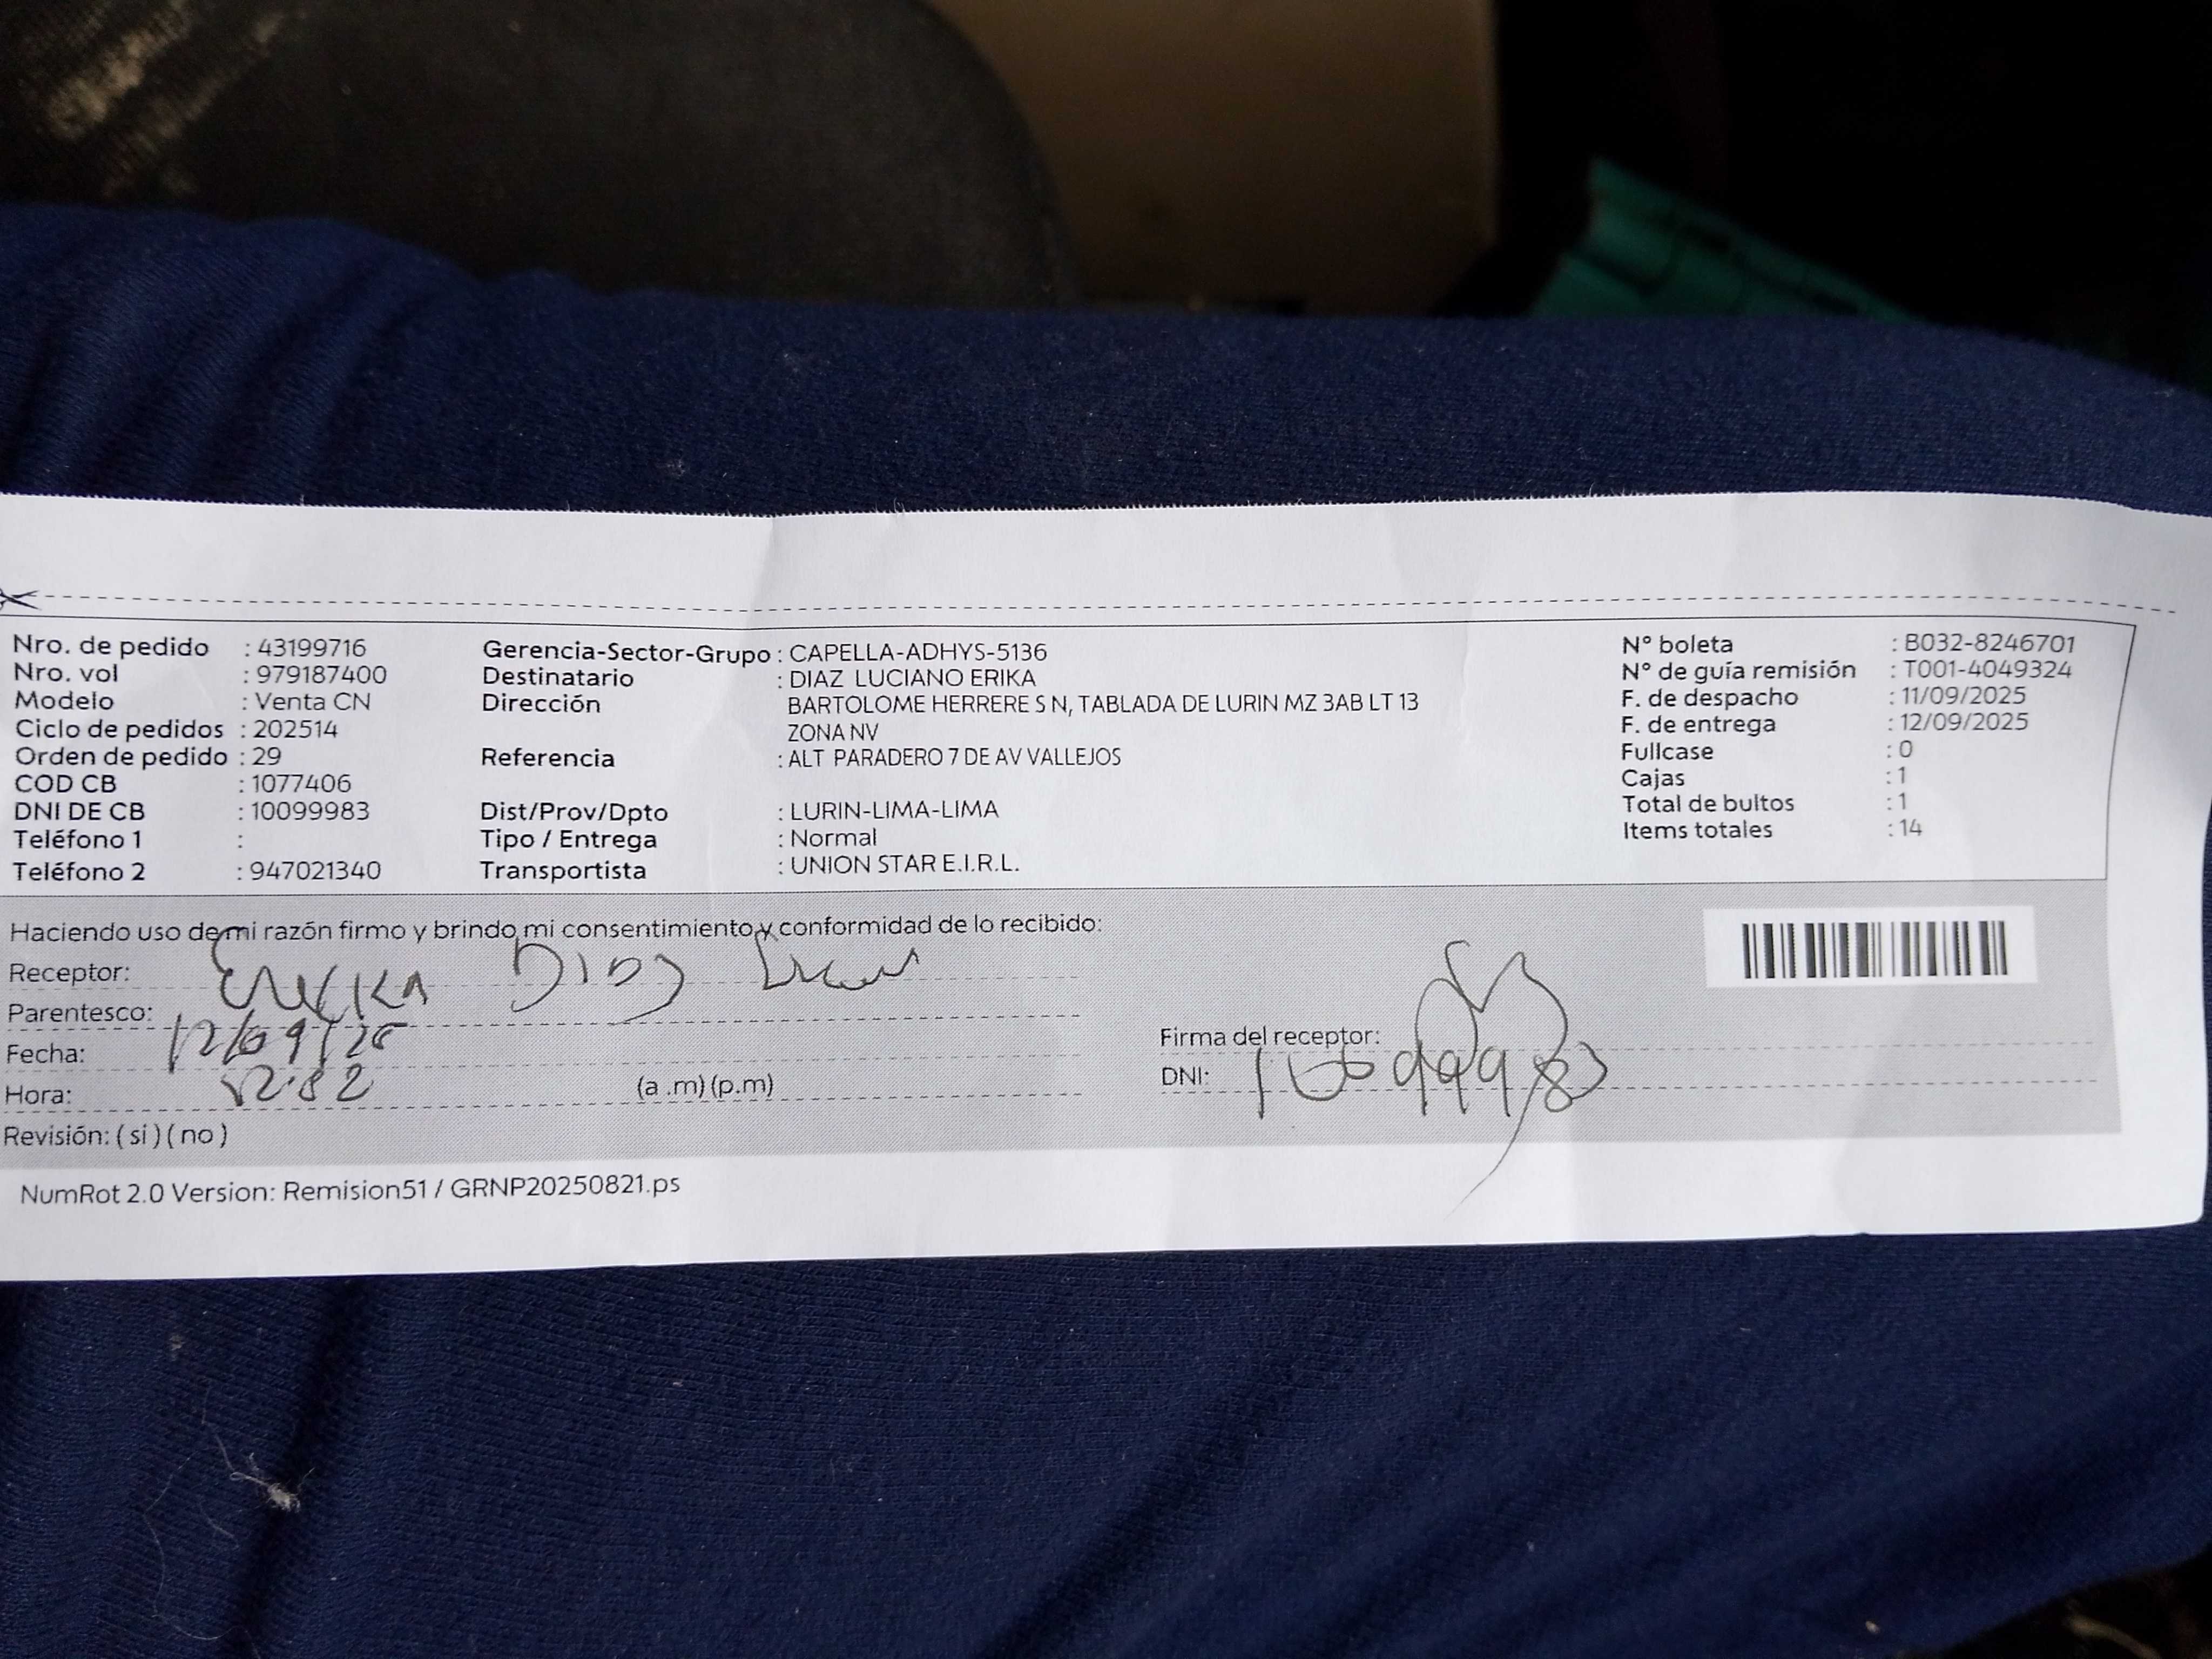 Nro. de pedido : 43199716
Nro. vol : 979187400
Modelo : Venta CN
Ciclo de pedidos : 202514
Orden de pedido : 29
COD CB : 1077406
DNI DE CB : 10099983
Teléfono 1 :
Teléfono 2 : 947021340
Gerencia-Sector-Grupo : CAPELLA-ADHYS-5136
Destinatario : DIAZ LUCIANO ERIKA
Dirección BARTOLOME HERRERE S N, TABLADA DE LURIN MZ 3AB LT 13
ZONA NV
Referencia : ALT PARADERO 7 DE AV VALLEJOS
Dist/Prov/Dpto : LURIN-LIMA-LIMA
Tipo / Entrega : Normal
Transportista : UNION STAR E.I.R.L.
N° boleta : B032-8246701
N° de guía remisión : T001-4049324
F. de despacho : 11/09/2025
F. de entrega : 12/09/2025
Fullcase : 0
Cajas : 1
Total de bultos : 1
Items totales : 14
Haciendo uso de mi razón firmo y brindo mi consentimiento y conformidad de lo recibido:
Receptor: Erika Diaz
Parentesco:
Fecha: 12/09/25
Hora: (a .m) (p.m)
Revisión: ( si ) ( no )
Firma del receptor:
DNI: 10099983
NumRot 2.0 Version: Remision51 / GRNP20250821.ps